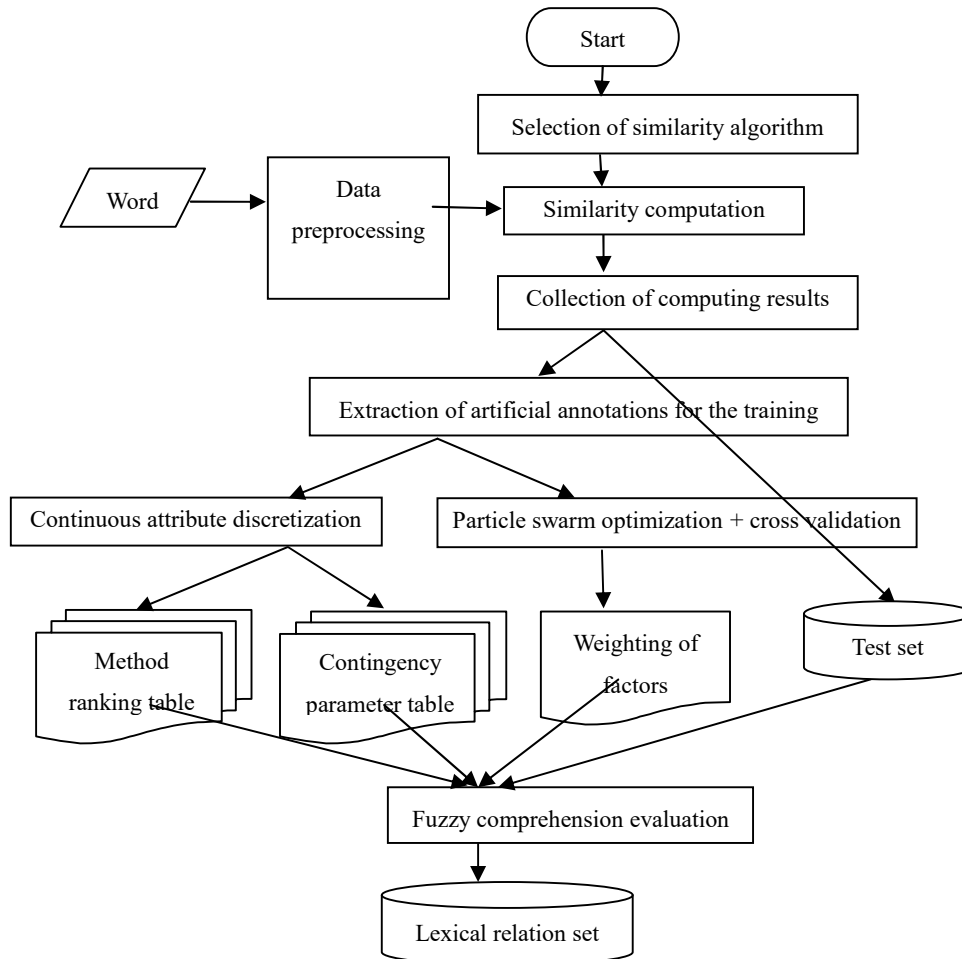 Start
Selection of similarity algorithm
Word
Data
preprocessing
Similarity computation
Collection of computing results
Extraction of artificial annotations for the training
Continuous attribute discretization
Particle swarm optimization + cross validation
Method
ranking table
Contingency
parameter table
Weighting of
factors
Test set
Fuzzy comprehension evaluation
Lexical relation set